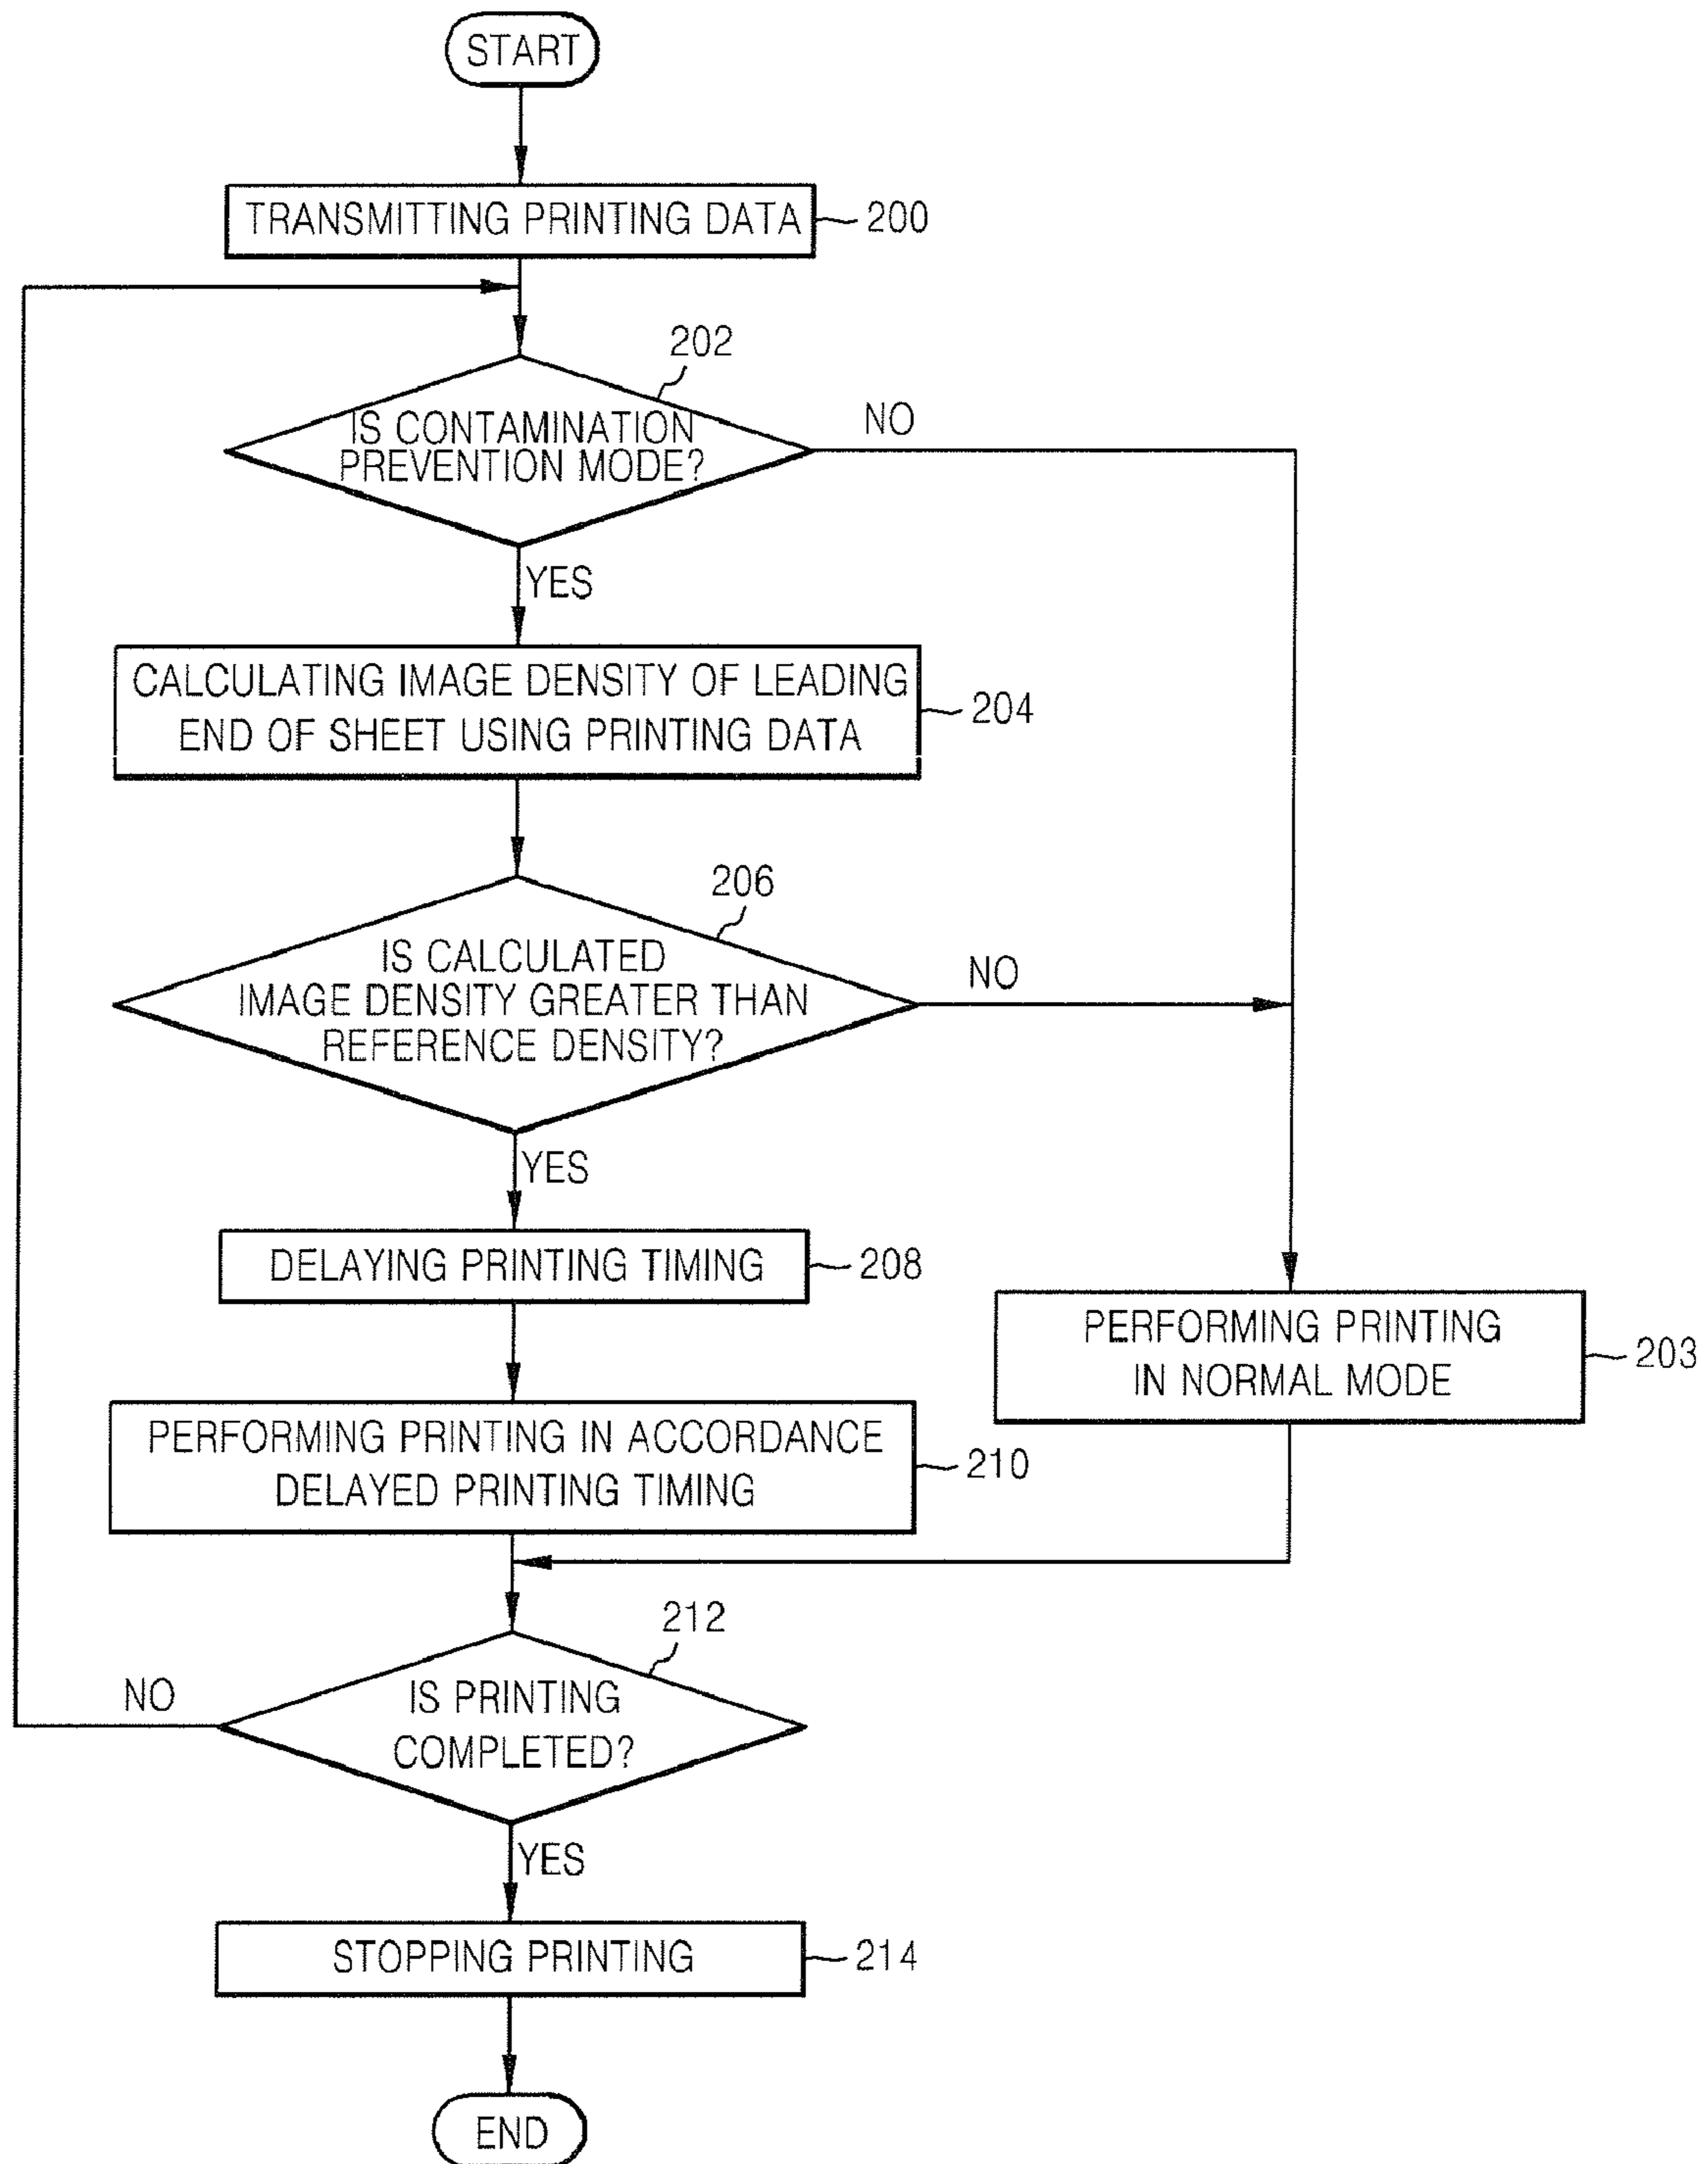 START
TRANSMITTING PRINTING DATA
200
202
IS CONTAMINATION
PREVENTION MODE?
NO
YES
CALCULATING IMAGE DENSITY OF LEADING
END OF SHEET USING PRINTING DATA
204
206
IS CALCULATED
IMAGE DENSITY GREATER THAN
REFERENCE DENSITY?
NO
YES
DELAYING PRINTING TIMING
208
PERFORMING PRINTING
IN NORMAL MODE
203
PERFORMING PRINTING IN ACCORDANCE
DELAYED PRINTING TIMING
210
212
IS PRINTING
COMPLETED?
NO
YES
STOPPING PRINTING
214
END